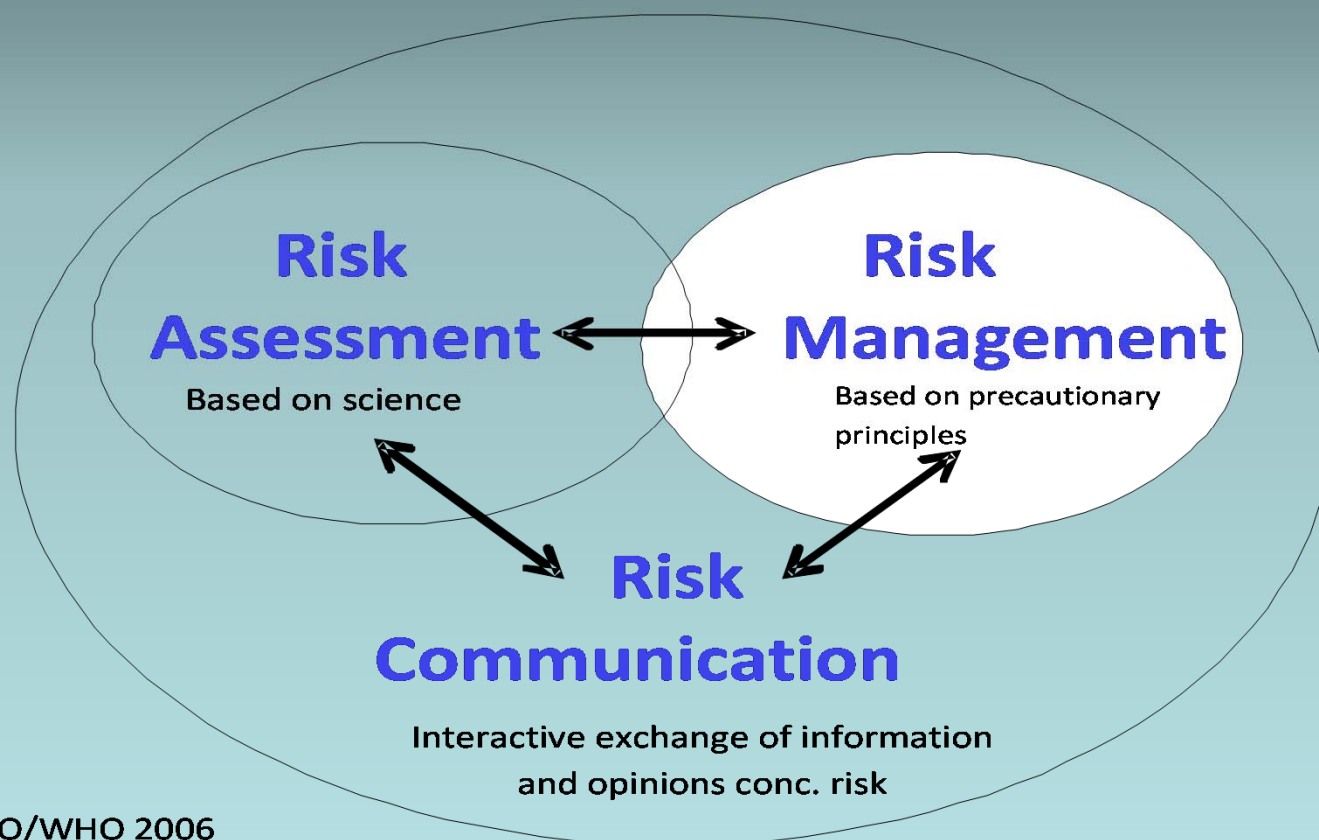 Risk
Assessment
Based on science
Risk
Management
Based on precautionary
principles
Risk
Communication
Interactive exchange of information
and opinions conc. risk
O/WHO 2006